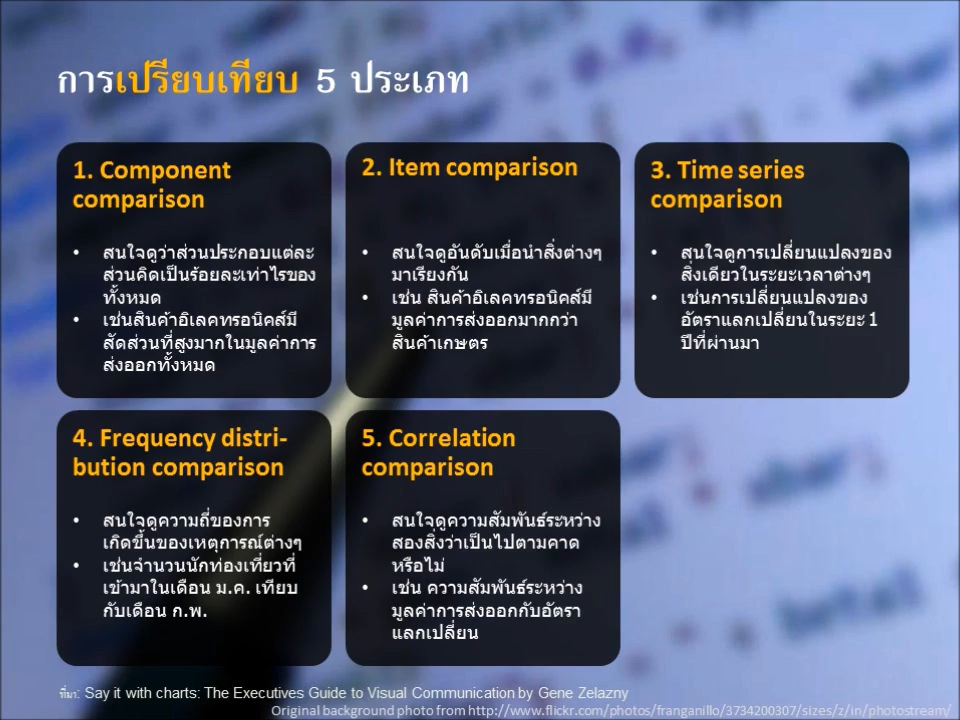 การเปรียบเทียบ 5 ประเภท
1. Component
comparison
• สนใจดูว่าส่วนประกอบแต่ละ
ส่วนคิดเป็นร้อยละเท่าไรของ
ทั้งหมด
• เช่นสินค้าอิเลคทรอนิคส์มี
สัดส่วนที่สูงมากในมูลค่าการ
ส่งออกทั้งหมด
2. Item comparison
• สนใจดูอันดับเมื่อนำสิ่งต่างๆ
มาเรียงกัน
• เช่น สินค้าอิเลคทรอนิคส์มี
มูลค่าการส่งออกมากกว่า
สินค้าเกษตร
3. Time series
comparison
• สนใจดูการเปลี่ยนแปลงของ
สิ่งเดียวในระยะเวลาต่างๆ
• เช่นการเปลี่ยนแปลงของ
อัตราแลกเปลี่ยนในระยะ 1
ปีที่ผ่านมา
4. Frequency distri-
bution comparison
• สนใจดูความถี่ของการ
เกิดขึ้นของเหตุการณ์ต่างๆ
• เช่นจำนวนนักท่องเที่ยวที่
เข้ามาในเดือน ม.ค. เทียบ
กับเดือน ก.พ.
5. Correlation
comparison
• สนใจดูความสัมพันธ์ระหว่าง
สองสิ่งว่าเป็นไปตามคาด
หรือไม่
• เช่น ความสัมพันธ์ระหว่าง
มูลค่าการส่งออกกับอัตรา
แลกเปลี่ยน
ที่มา: Say it with charts: The Executives Guide to Visual Communication by Gene Zelazny
Original background photo from http://www.flickr.com/photos/franganillo/3734200307/sizes/z/in/photostream/